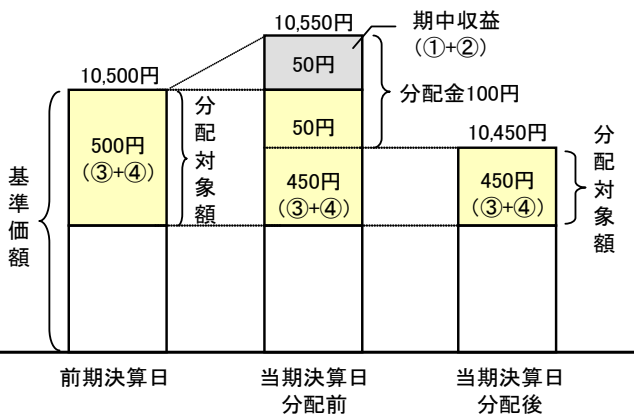 10,550円
期中収益
(①+②)
50円
10,500円
分配金100円
500円
(③+④)
分配対象額
50円
10,450円
450円
(③+④)
450円
(③+④)
分配対象額
基準価額
前期決算日
当期決算日
分配前
当期決算日
分配後